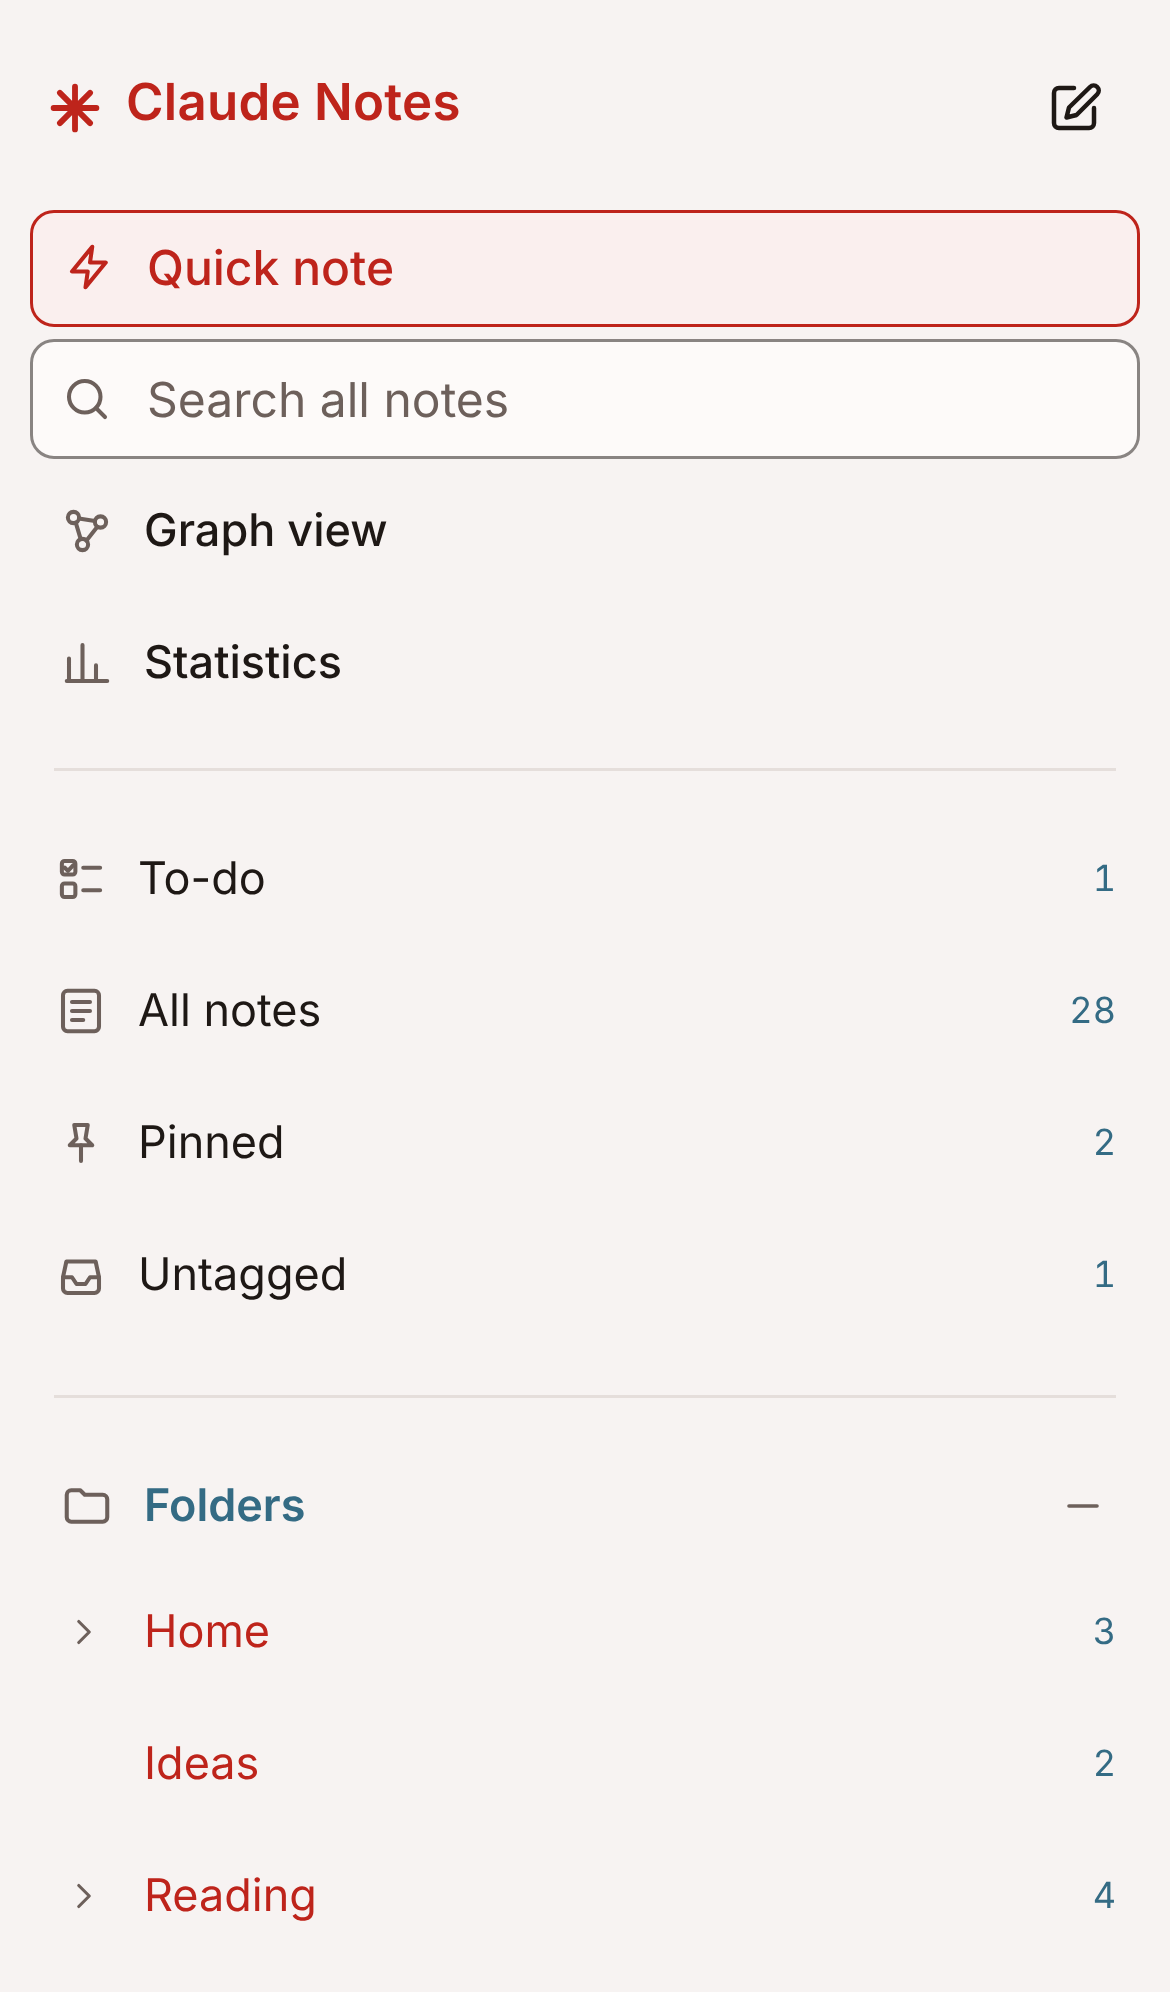 Claude Notes
Quick note
Search all notes
Graph view
Statistics
To-do 1
All notes 28
Pinned 2
Untagged 1
Folders
Home 3
Ideas 2
Reading 4